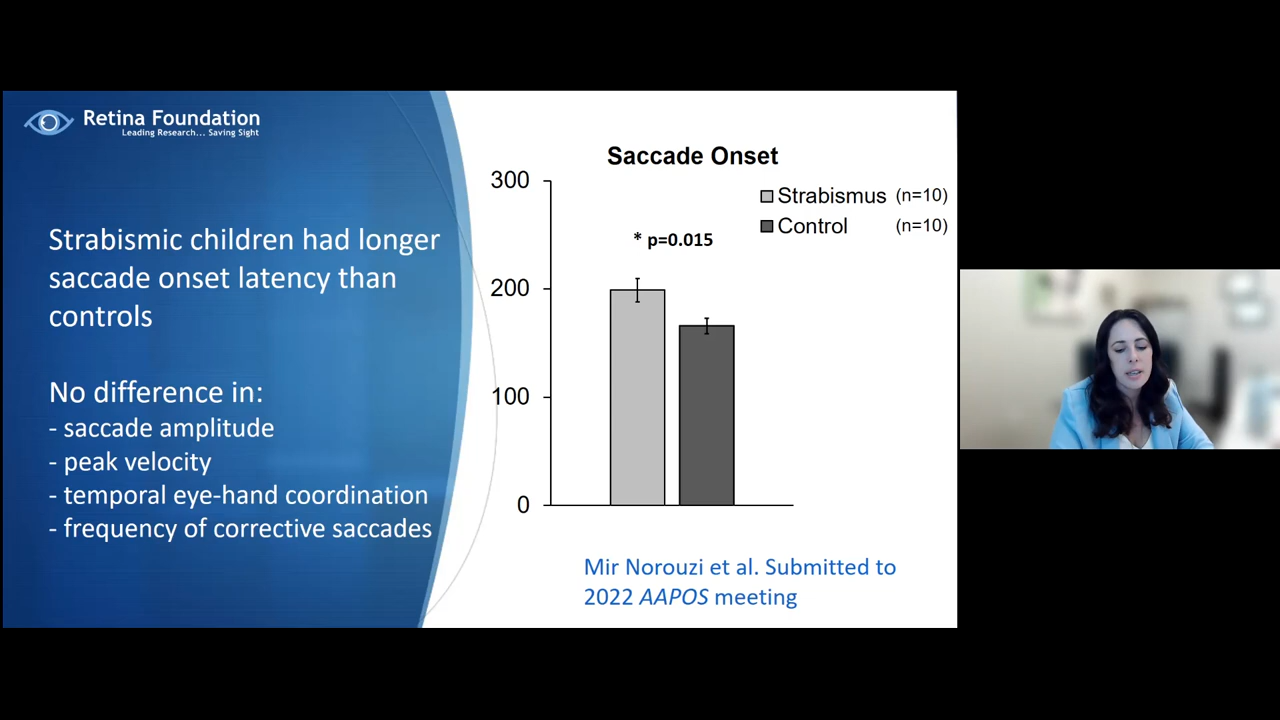 Retina Foundation
Leading Research... Saving Sight
Strabismic children had longer
saccade onset latency than
controls
No difference in:
- saccade amplitude
- peak velocity
- temporal eye-hand coordination
- frequency of corrective saccades
Saccade Onset
300
200
100
0
Strabismus (n=10)
Control (n=10)
* p=0.015
Mir Norouzi et al. Submitted to
2022 AAPOS meeting